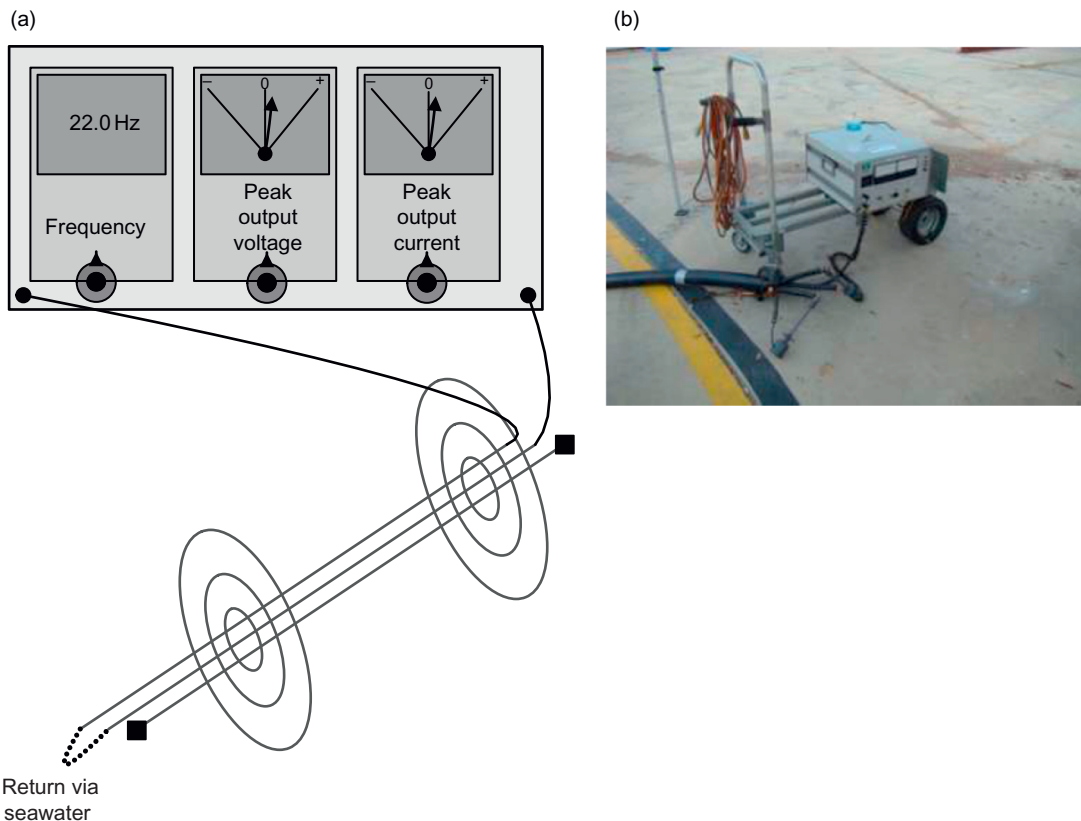 (a)
(b)
– 0 +
– 0 +
22.0 Hz
Frequency
Peak
output
voltage
Peak
output
current
Return via
seawater